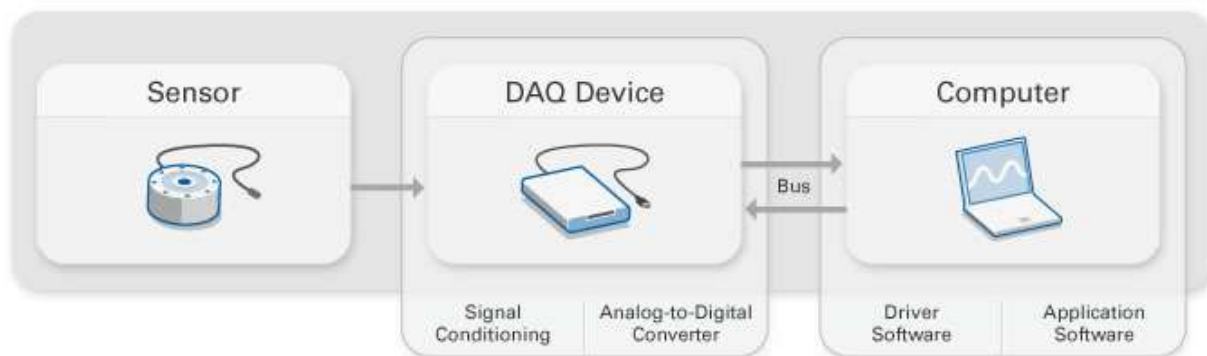 Sensor
DAQ Device
Computer
Bus
Signal
Conditioning
Analog-to-Digital
Converter
Driver
Software
Application
Software